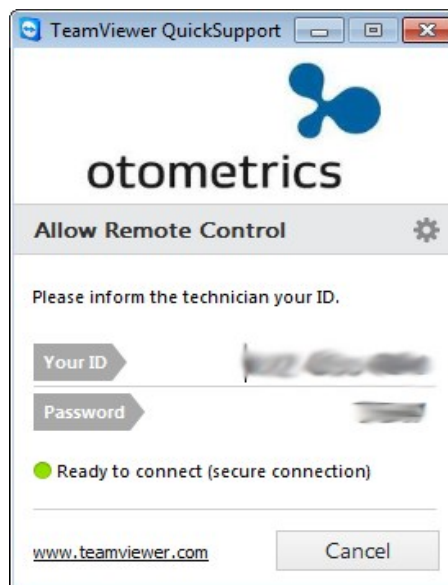 TeamViewer QuickSupport
otometrics
Allow Remote Control
Please inform the technician your ID.
Your ID
Password
Ready to connect (secure connection)
www.teamviewer.com Cancel